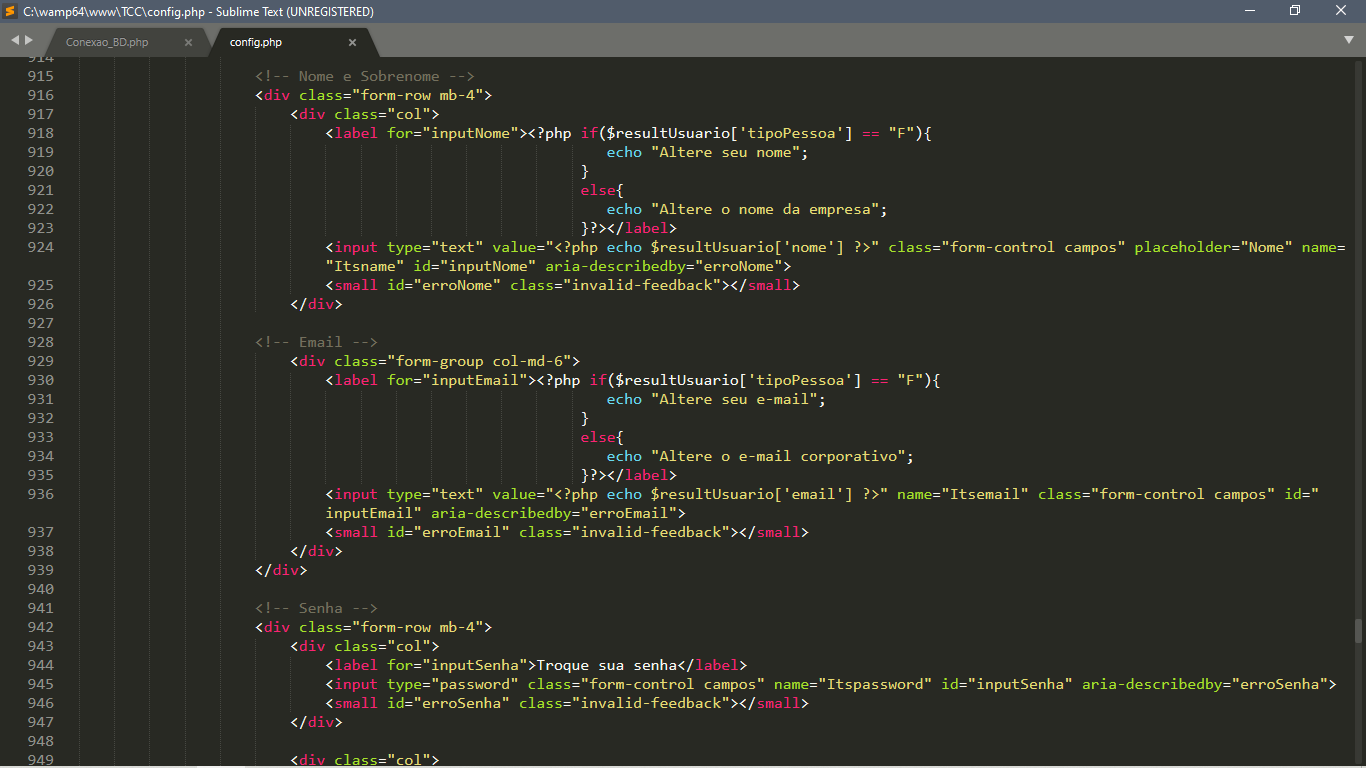 C:\wamp64\www\TCC\config.php - Sublime Text (UNREGISTERED)
Conexao_BD.php
config.php
914
915 <!-- Nome e Sobrenome -->
916 <div class="form-row mb-4">
917 <div class="col">
918 <label for="inputNome"><?php if($resultUsuario['tipoPessoa'] == "F"){
919 echo "Altere seu nome";
920 }
921 else{
922 echo "Altere o nome da empresa";
923 }?></label>
924 <input type="text" value="<?php echo $resultUsuario['nome'] ?>" class="form-control campos" placeholder="Nome" name=
"Itsname" id="inputNome" aria-describedby="erroNome">
925 <small id="erroNome" class="invalid-feedback"></small>
926 </div>
927
928 <!-- Email -->
929 <div class="form-group col-md-6">
930 <label for="inputEmail"><?php if($resultUsuario['tipoPessoa'] == "F"){
931 echo "Altere seu e-mail";
932 }
933 else{
934 echo "Altere o e-mail corporativo";
935 }?></label>
936 <input type="text" value="<?php echo $resultUsuario['email'] ?>" name="Itsemail" class="form-control campos" id="
inputEmail" aria-describedby="erroEmail">
937 <small id="erroEmail" class="invalid-feedback"></small>
938 </div>
939 </div>
940
941 <!-- Senha -->
942 <div class="form-row mb-4">
943 <div class="col">
944 <label for="inputSenha">Troque sua senha</label>
945 <input type="password" class="form-control campos" name="Itspassword" id="inputSenha" aria-describedby="erroSenha">
946 <small id="erroSenha" class="invalid-feedback"></small>
947 </div>
948
949 <div class="col">